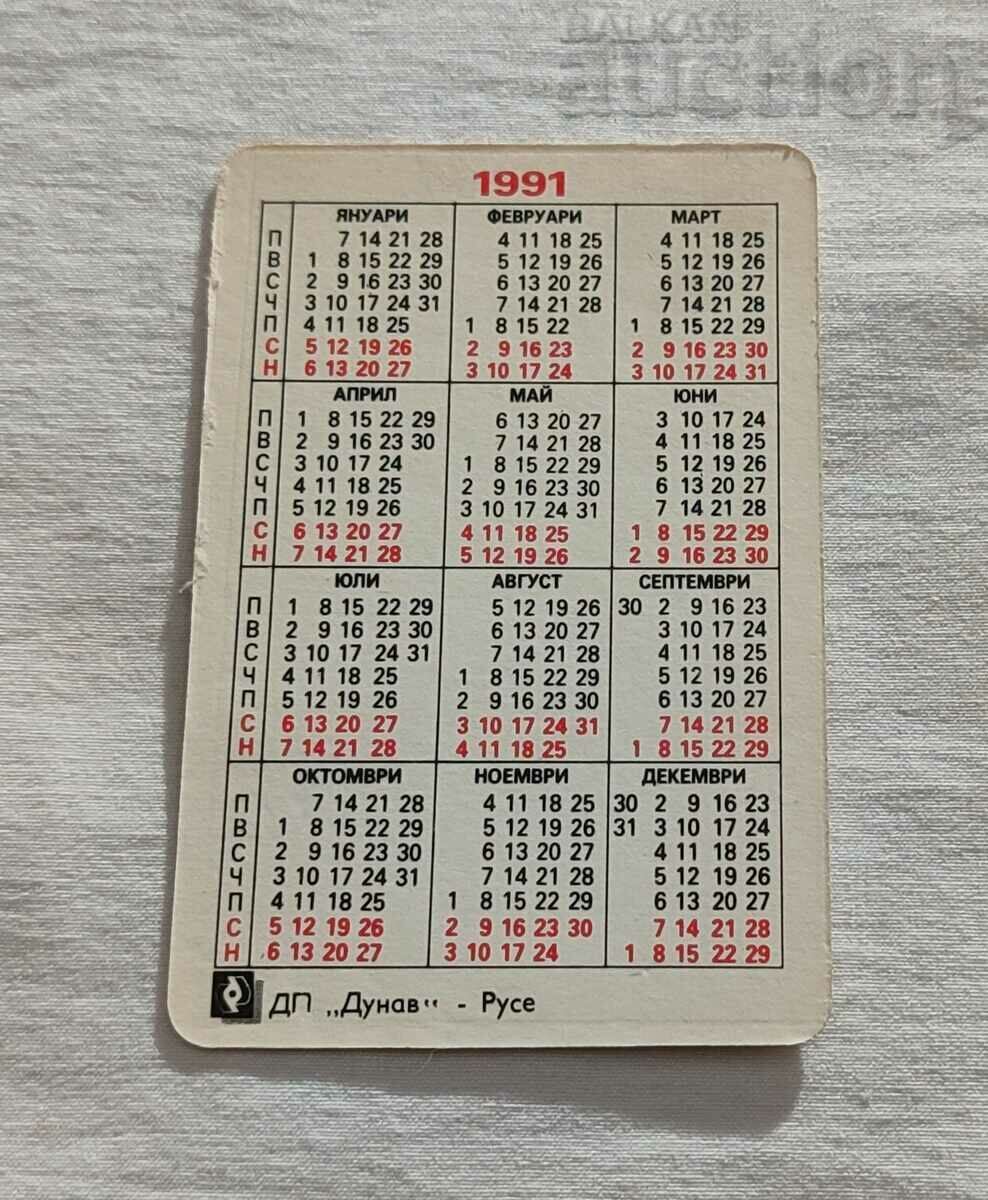 BALKAN
auction
1991
ЯНУАРИ ФЕВРУАРИ МАРТ
П 7 14 21 28 4 11 18 25 4 11 18 25
В 1 8 15 22 29 5 12 19 26 5 12 19 26
С 2 9 16 23 30 6 13 20 27 6 13 20 27
Ч 3 10 17 24 31 7 14 21 28 7 14 21 28
П 4 11 18 25 1 8 15 22 1 8 15 22 29
С 5 12 19 26 2 9 16 23 2 9 16 23 30
Н 6 13 20 27 3 10 17 24 3 10 17 24 31
АПРИЛ МАЙ ЮНИ
П 1 8 15 22 29 6 13 20 27 3 10 17 24
В 2 9 16 23 30 7 14 21 28 4 11 18 25
С 3 10 17 24 1 8 15 22 29 5 12 19 26
Ч 4 11 18 25 2 9 16 23 30 6 13 20 27
П 5 12 19 26 3 10 17 24 31 7 14 21 28
С 6 13 20 27 4 11 18 25 1 8 15 22 29
Н 7 14 21 28 5 12 19 26 2 9 16 23 30
ЮЛИ АВГУСТ СЕПТЕМВРИ
П 1 8 15 22 29 5 12 19 26 30 2 9 16 23
В 2 9 16 23 30 6 13 20 27 3 10 17 24
С 3 10 17 24 31 7 14 21 28 4 11 18 25
Ч 4 11 18 25 1 8 15 22 29 5 12 19 26
П 5 12 19 26 2 9 16 23 30 6 13 20 27
С 6 13 20 27 3 10 17 24 31 7 14 21 28
Н 7 14 21 28 4 11 18 25 1 8 15 22 29
ОКТОМВРИ НОЕМВРИ ДЕКЕМВРИ
П 7 14 21 28 4 11 18 25 30 2 9 16 23
В 1 8 15 22 29 5 12 19 26 31 3 10 17 24
С 2 9 16 23 30 6 13 20 27 4 11 18 25
Ч 3 10 17 24 31 7 14 21 28 5 12 19 26
П 4 11 18 25 1 8 15 22 29 6 13 20 27
С 5 12 19 26 2 9 16 23 30 7 14 21 28
Н 6 13 20 27 3 10 17 24 1 8 15 22 29
ДП „Дунав“ - Русе